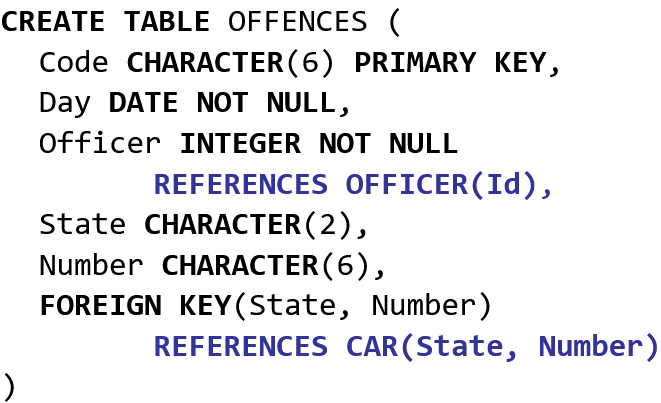 CREATE TABLE OFFENCES (
Code CHARACTER(6) PRIMARY KEY,
Day DATE NOT NULL,
Officer INTEGER NOT NULL
REFERENCES OFFICER(Id),
State CHARACTER(2),
Number CHARACTER(6),
FOREIGN KEY(State, Number)
REFERENCES CAR(State, Number)
)